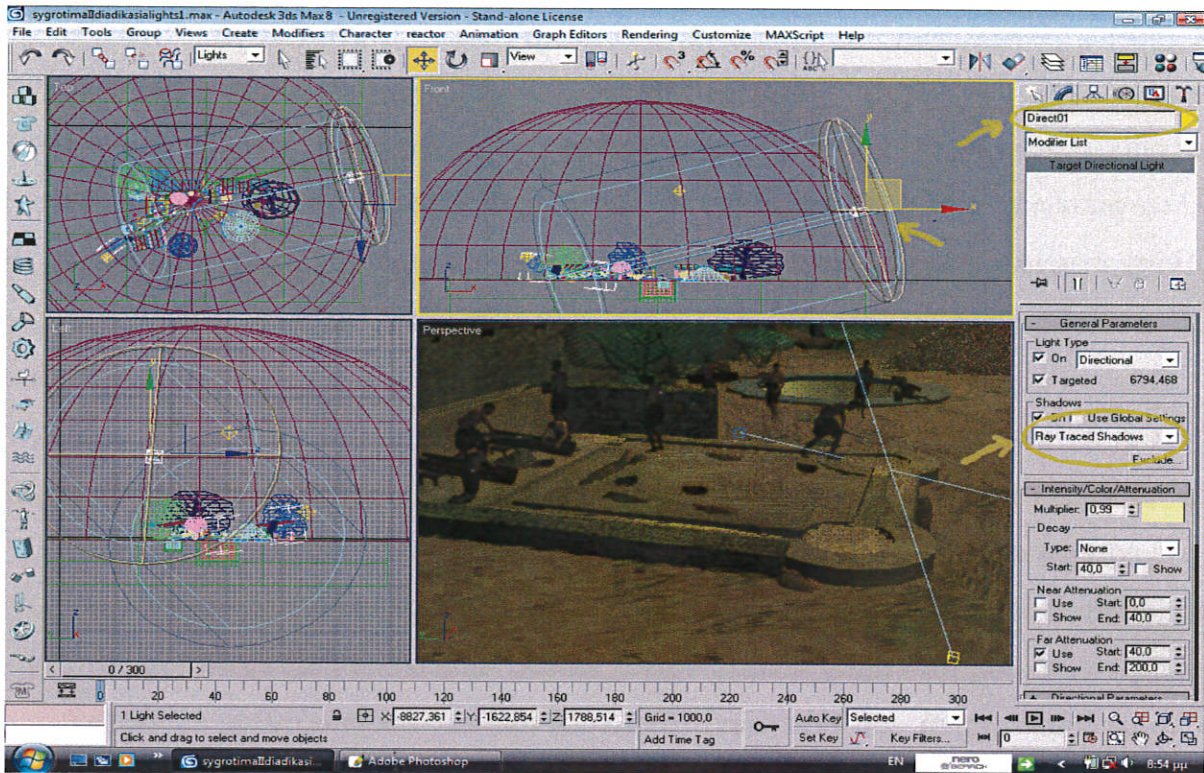 sygrotimaIIdiadikasialights1.max - Autodesk 3ds Max 8 - Unregistered Version - Stand-alone License
File Edit Tools Group Views Create Modifiers Character reactor Animation Graph Editors Rendering Customize MAXScript Help
Lights
View
Top
Front
Direct01
Modifier List
Target Directional Light
Left
Perspective
General Parameters
Light Type
On Directional
Targeted 6794,468
Shadows
On Use Global Settings
Ray Traced Shadows
Exclude...
Intensity/Color/Attenuation
Multiplier: 0,99
Decay
Type: None
Start: 40,0 Show
Near Attenuation
Use Start: 0,0
Show End: 40,0
Far Attenuation
Use Start: 40,0
Show End: 200,0
Directional Parameters
0 / 300
0 20 40 60 80 100 120 140 160 180 200 220 240 260 280 300
1 Light Selected X: -8827,361 Y: -1622,854 Z: 1788,514 Grid = 1000,0 Auto Key Selected
Click and drag to select and move objects Add Time Tag Set Key Key Filters... 0
sygrotimaIIdiadikasi... Adobe Photoshop EN nero SEARCH 8:54 μμ